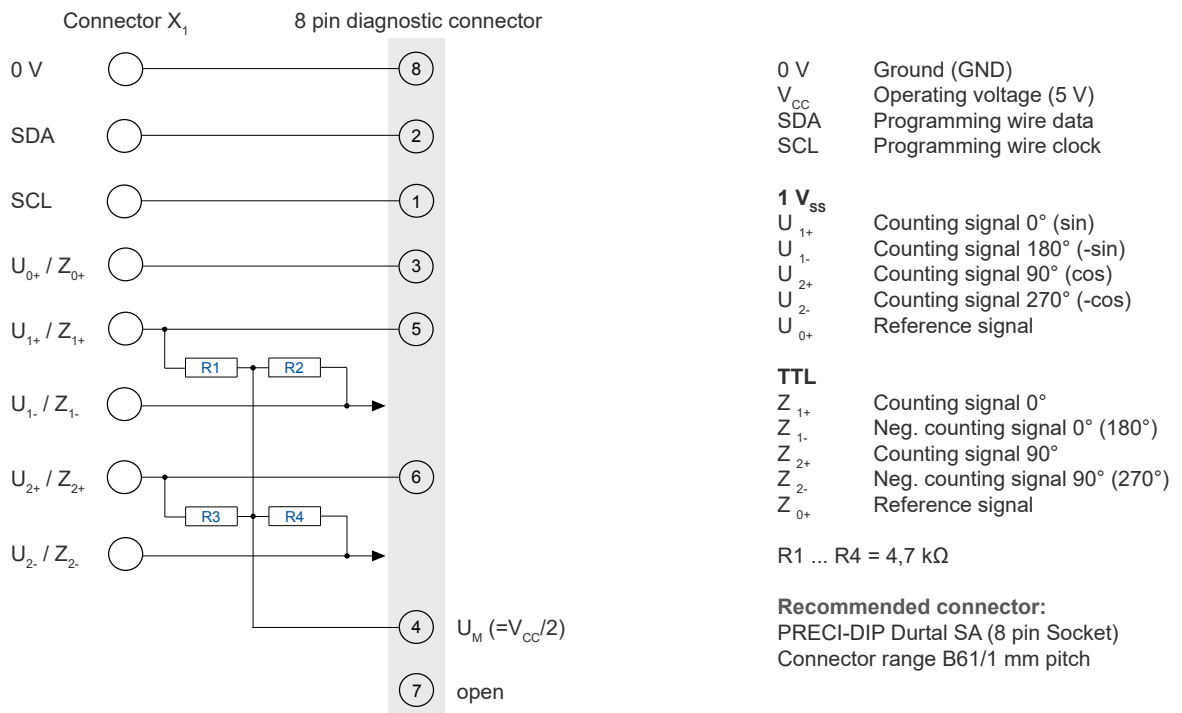 Connector X₁
8 pin diagnostic connector
0 V
8
SDA
2
SCL
1
U₀₊ / Z₀₊
3
U₁₊ / Z₁₊
5
R1
R2
U₁₋ / Z₁₋
U₂₊ / Z₂₊
6
R3
R4
U₂₋ / Z₂₋
4
U_M (=V_CC/2)
7
open
0 V Ground (GND)
V_CC Operating voltage (5 V)
SDA Programming wire data
SCL Programming wire clock
1 V_SS
U ₁₊ Counting signal 0° (sin)
U ₁₋ Counting signal 180° (-sin)
U ₂₊ Counting signal 90° (cos)
U ₂₋ Counting signal 270° (-cos)
U ₀₊ Reference signal
TTL
Z ₁₊ Counting signal 0°
Z ₁₋ Neg. counting signal 0° (180°)
Z ₂₊ Counting signal 90°
Z ₂₋ Neg. counting signal 90° (270°)
Z ₀₊ Reference signal
R1 ... R4 = 4,7 kΩ
Recommended connector:
PRECI-DIP Durtal SA (8 pin Socket)
Connector range B61/1 mm pitch